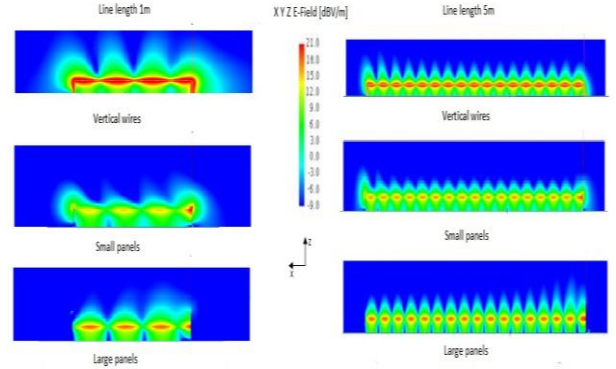 Line length 1m
X Y Z E-Field [dBV/m]
Line length 5m
21.0
18.0
15.0
12.0
9.0
6.0
3.0
0.0
-3.0
-6.0
-9.0
Vertical wires
Vertical wires
Small panels
Small panels
Z
X
Large panels
Large panels